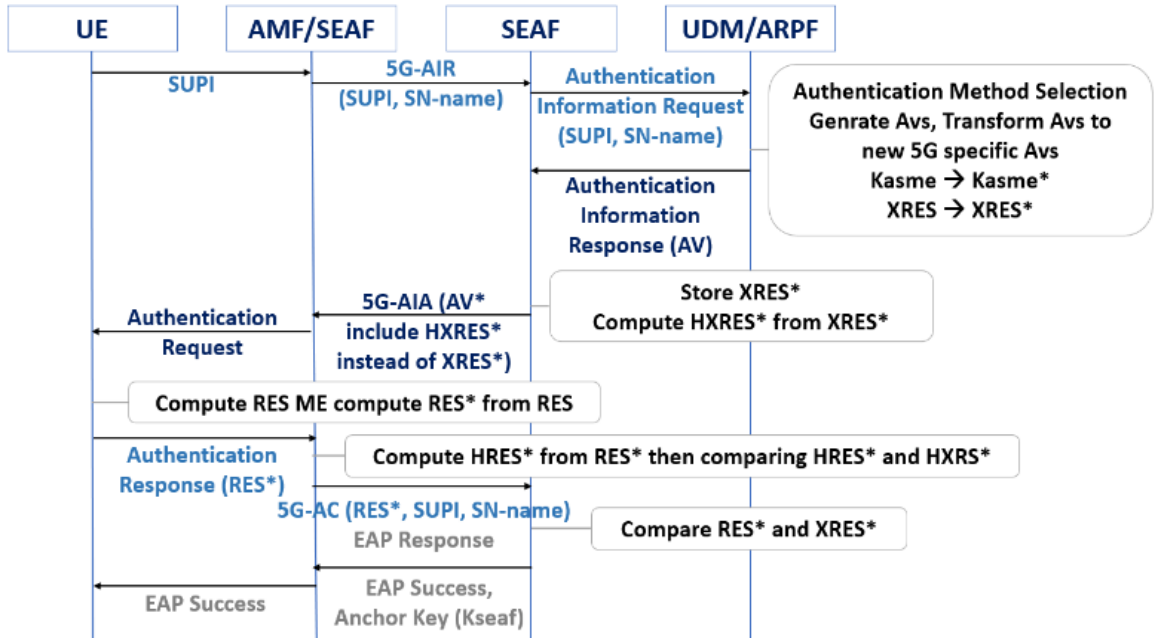 UE
AMF/SEAF
SEAF
UDM/ARPF
SUPI
5G-AIR
(SUPI, SN-name)
Authentication
Information Request
(SUPI, SN-name)
Authentication Method Selection
Genrate Avs, Transform Avs to
new 5G specific Avs
Kasme → Kasme*
XRES → XRES*
Authentication
Information
Response (AV)
Store XRES*
Compute HXRES* from XRES*
5G-AIA (AV*
include HXRES*
instead of XRES*)
Authentication
Request
Compute RES ME compute RES* from RES
Authentication
Response (RES*)
Compute HRES* from RES* then comparing HRES* and HXRS*
5G-AC (RES*, SUPI, SN-name)
EAP Response
Compare RES* and XRES*
EAP Success,
Anchor Key (Kseaf)
EAP Success